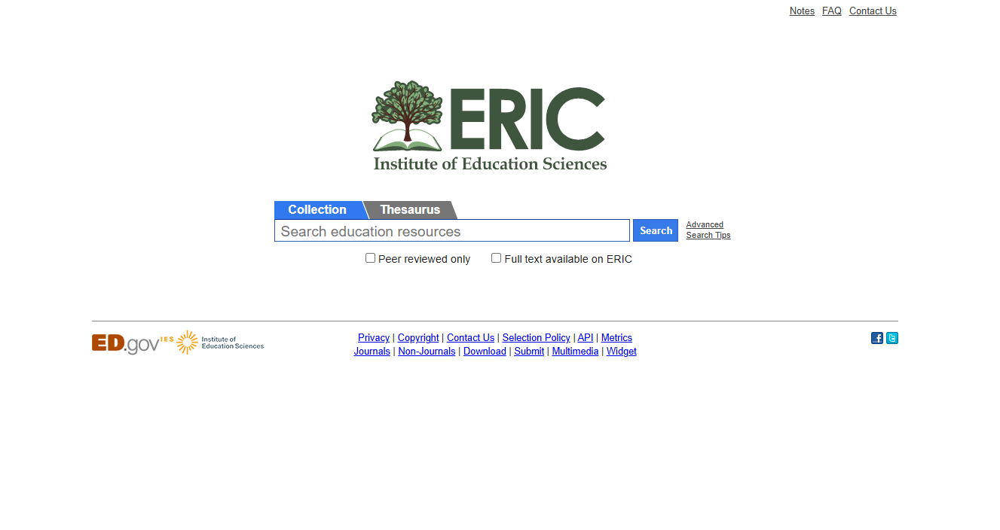 Notes FAQ Contact Us
ERIC
Institute of Education Sciences
Collection Thesaurus
Search education resources Search Advanced
Search Tips
Peer reviewed only Full text available on ERIC
ED.gov IES Institute of
Education Sciences
Privacy | Copyright | Contact Us | Selection Policy | API | Metrics
Journals | Non-Journals | Download | Submit | Multimedia | Widget
f t